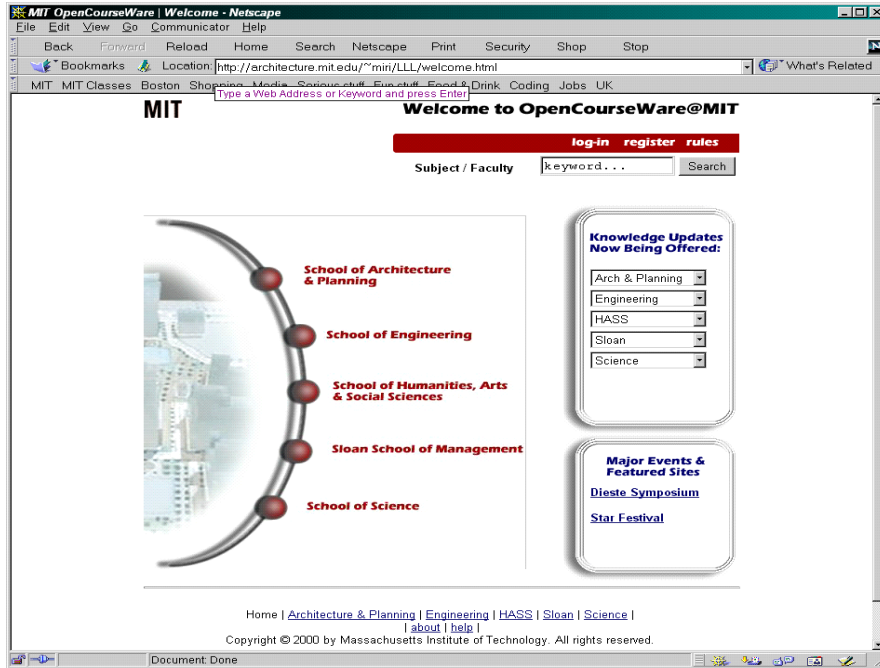 MIT OpenCourseWare | Welcome - Netscape
File Edit View Go Communicator Help
Back Forward Reload Home Search Netscape Print Security Shop Stop
Bookmarks Location: http://architecture.mit.edu/~miri/LLL/welcome.html What's Related
MIT MIT Classes Boston Shopping Media Serious stuff Fun stuff Food & Drink Coding Jobs UK
Type a Web Address or Keyword and press Enter
MIT Welcome to OpenCourseWare@MIT
log-in register rules
Subject / Faculty keyword... Search
Knowledge Updates
Now Being Offered:
Arch & Planning
Engineering
HASS
Sloan
Science
School of Architecture
& Planning
School of Engineering
School of Humanities, Arts
& Social Sciences
Sloan School of Management
School of Science
Major Events &
Featured Sites
Dieste Symposium
Star Festival
Home | Architecture & Planning | Engineering | HASS | Sloan | Science |
| about | help |
Copyright © 2000 by Massachusetts Institute of Technology. All rights reserved.
Document: Done